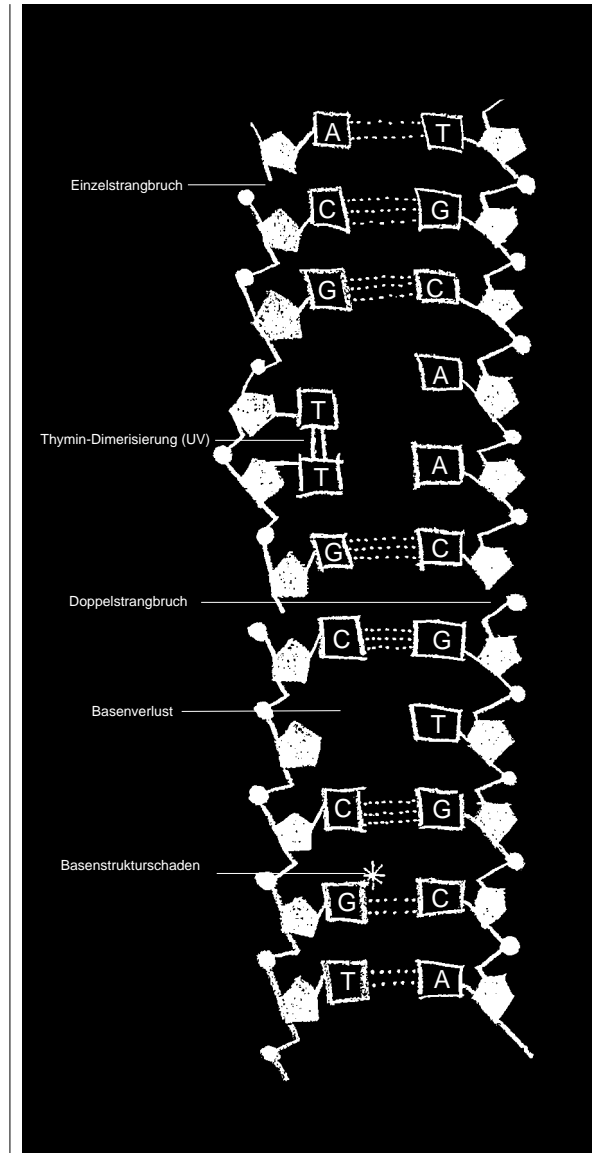 A T
Einzelstrangbruch
C G
G C
A
T
Thymin-Dimerisierung (UV)
T A
G C
Doppelstrangbruch
C G
Basenverlust
T
C G
Basenstrukturschaden
G C
T A